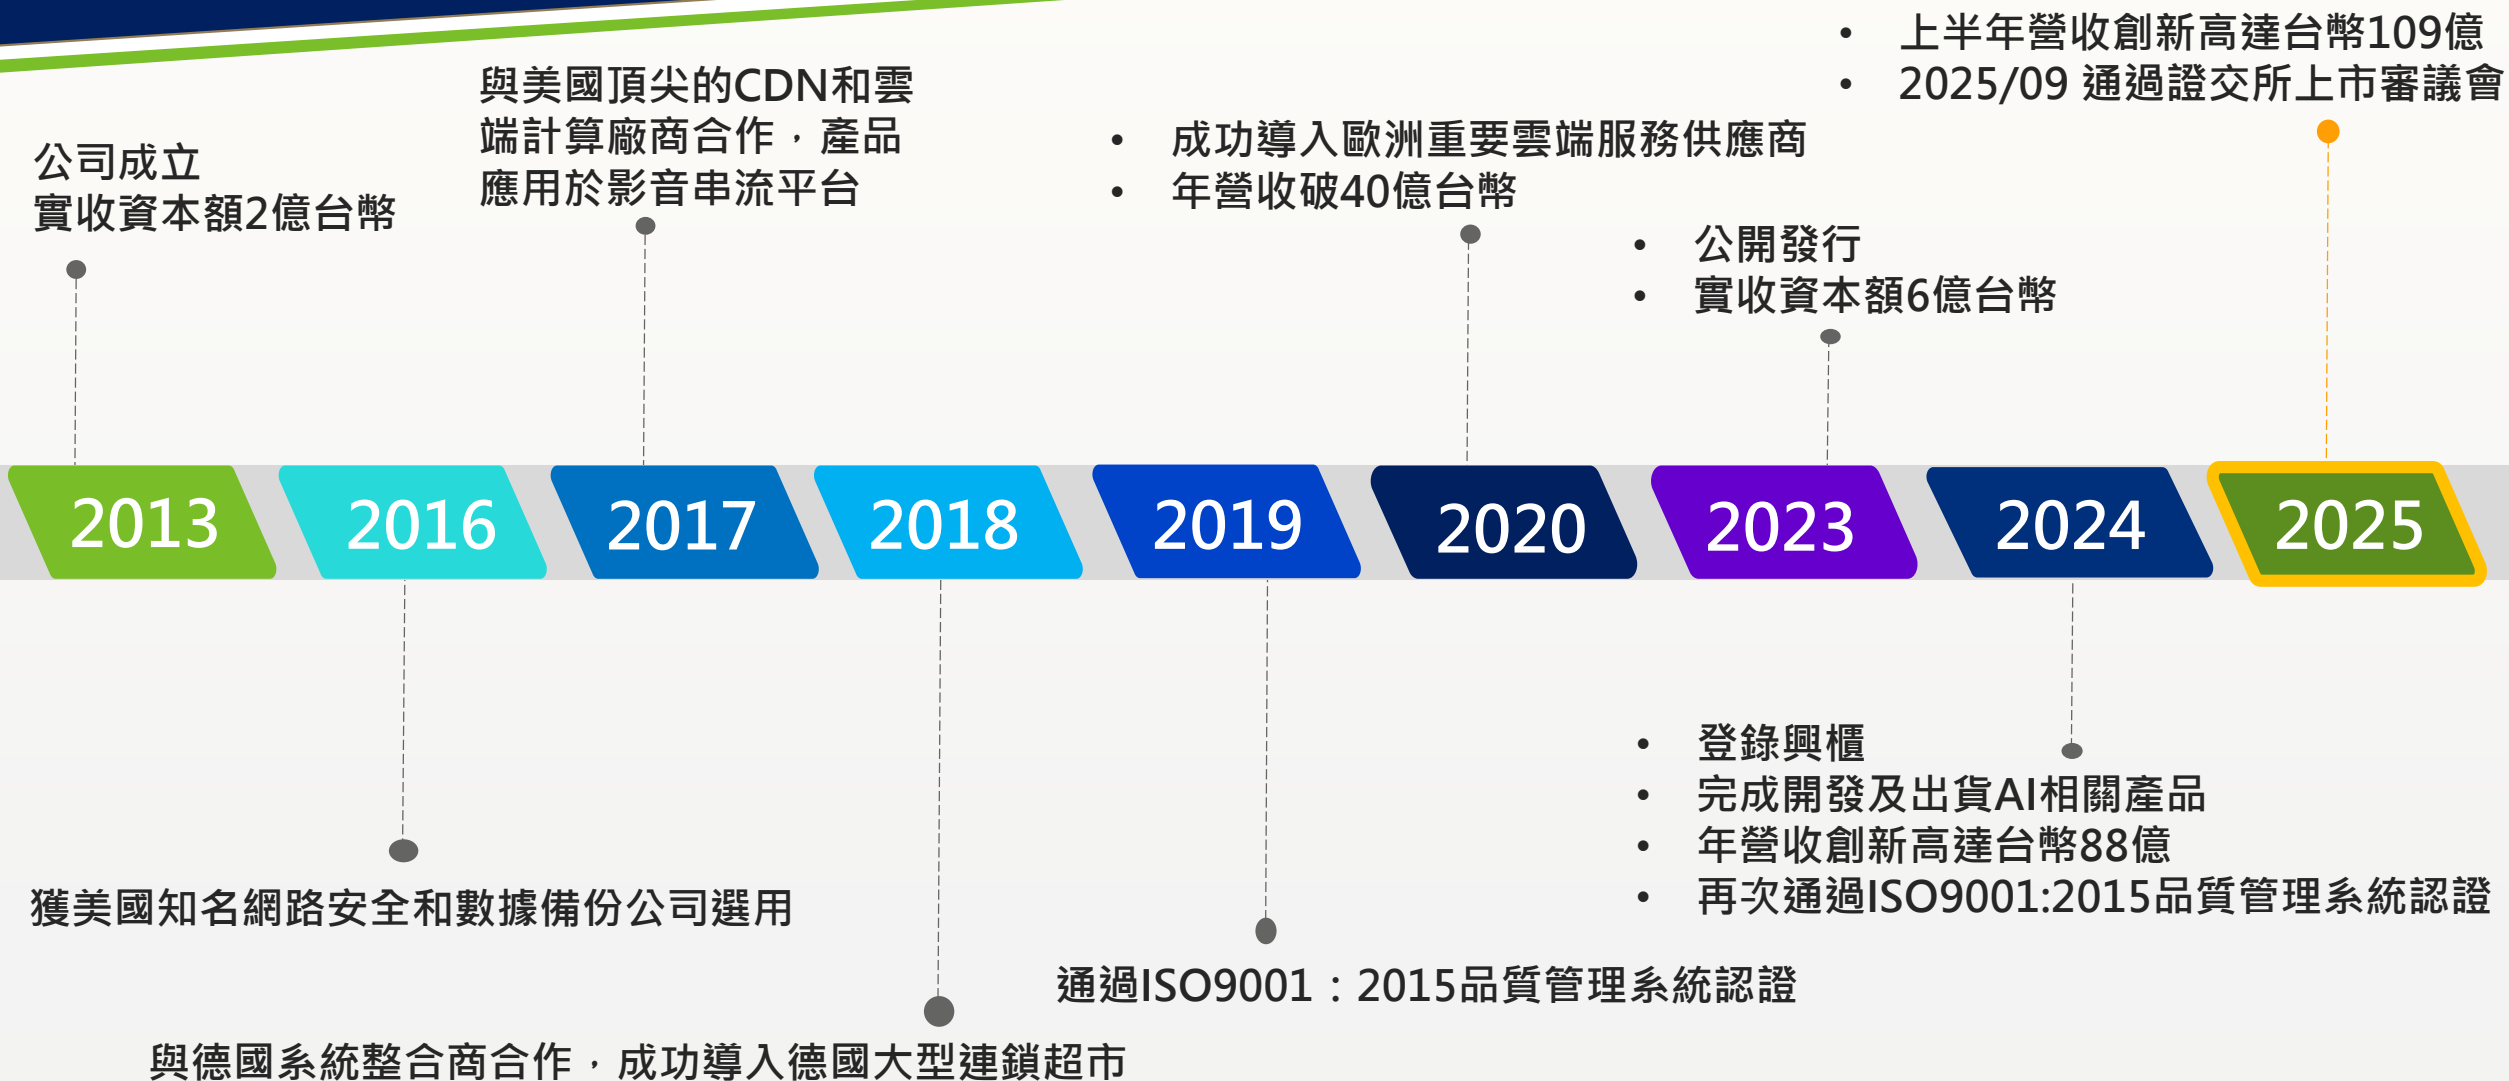 公司成立
實收資本額2億台幣
與美國頂尖的CDN和雲
端計算廠商合作，產品
應用於影音串流平台
• 成功導入歐洲重要雲端服務供應商
• 年營收破40億台幣
• 公開發行
• 實收資本額6億台幣
• 上半年營收創新高達台幣109億
• 2025/09 通過證交所上市審議會
2013
2016
2017
2018
2019
2020
2023
2024
2025
獲美國知名網路安全和數據備份公司選用
與德國系統整合商合作，成功導入德國大型連鎖超市
通過ISO9001：2015品質管理系統認證
• 登錄興櫃
• 完成開發及出貨AI相關產品
• 年營收創新高達台幣88億
• 再次通過ISO9001:2015品質管理系統認證